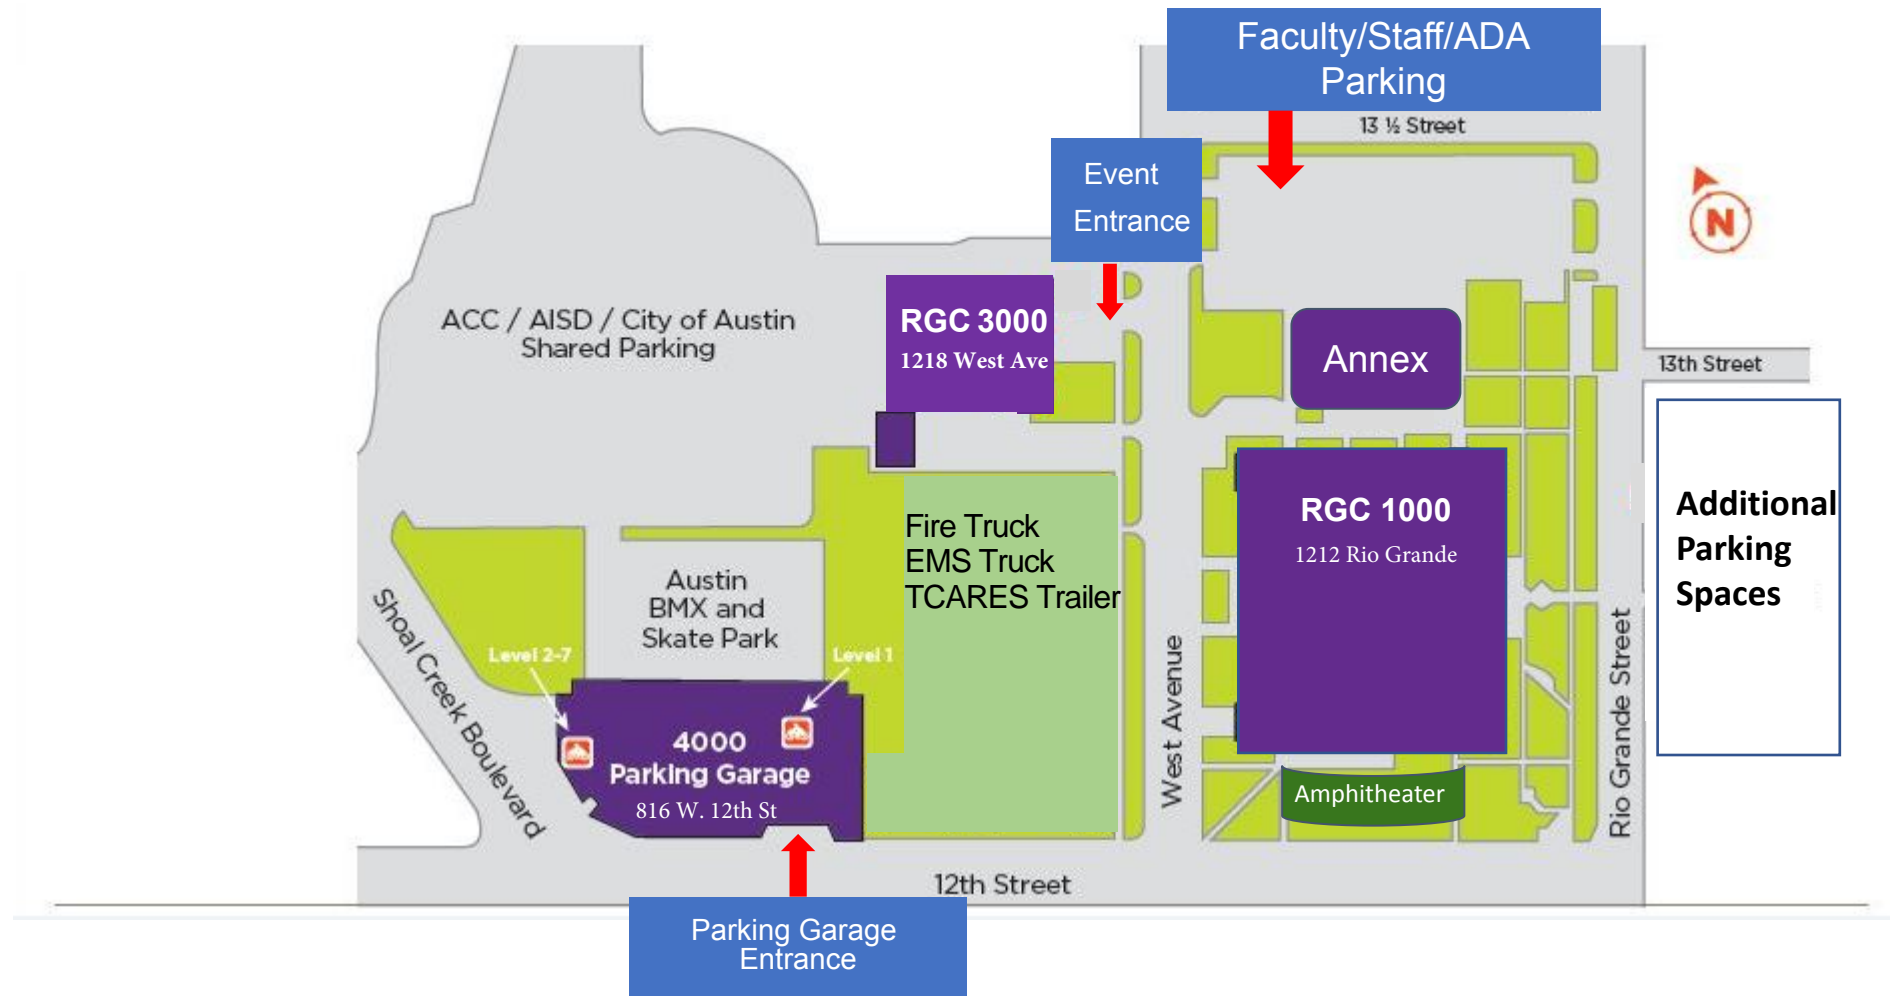 Faculty/Staff/ADA
Parking
13 ½ Street
Event
Entrance
N
ACC / AISD / City of Austin
Shared Parking
RGC 3000
1218 West Ave
Annex
13th Street
Additional
Parking
Spaces
RGC 1000
1212 Rio Grande
Fire Truck
EMS Truck
TCARES Trailer
Austin
BMX and
Skate Park
Shoal Creek Boulevard
Level 2-7
Level 1
West Avenue
Rio Grande Street
4000
Parking Garage
816 W. 12th St
Amphitheater
12th Street
Parking Garage
Entrance